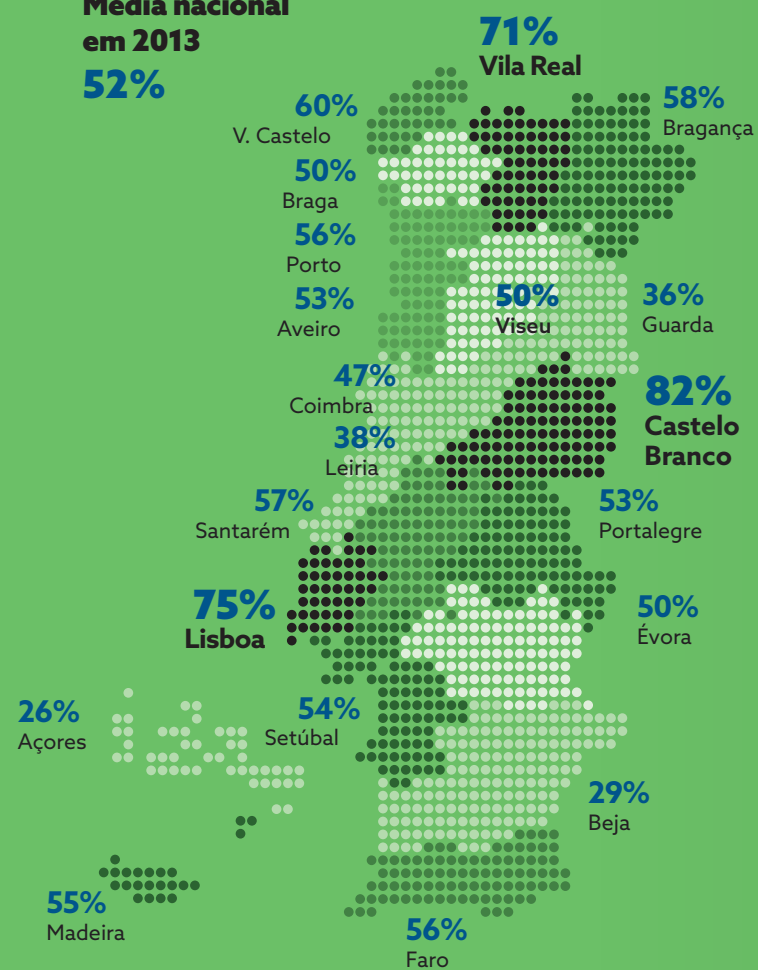 Média nacional
em 2013
52%
71%
Vila Real
60%
V. Castelo
58%
Bragança
50%
Braga
56%
Porto
53%
Aveiro
50%
Viseu
36%
Guarda
47%
Coimbra
82%
Castelo
Branco
38%
Leiria
57%
Santarém
53%
Portalegre
75%
Lisboa
50%
Évora
26%
Açores
54%
Setúbal
29%
Beja
55%
Madeira
56%
Faro